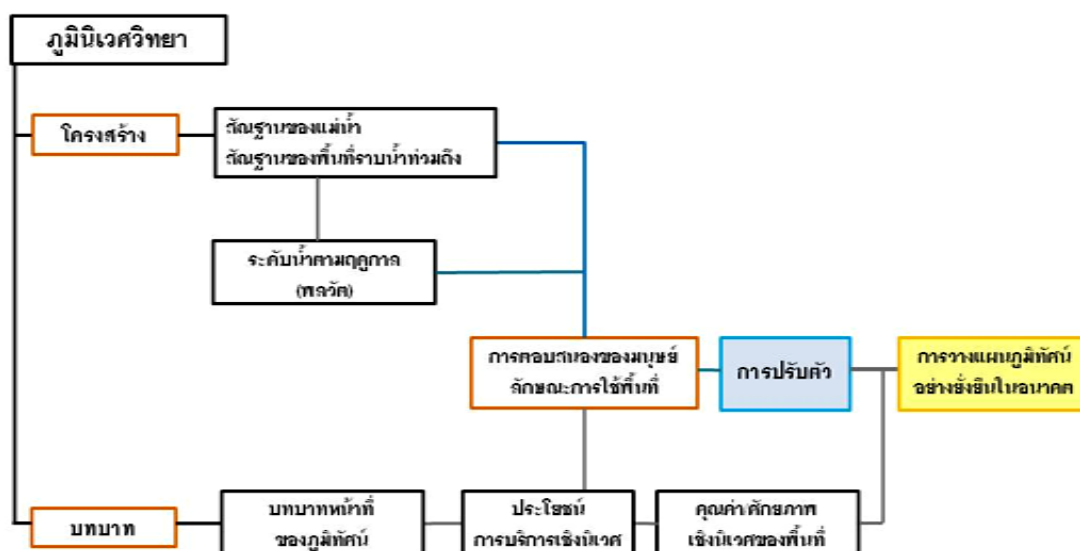 ภูมินิเวศวิทยา
โครงสร้าง
สัณฐานของแม่น้ำ
สัณฐานของพื้นที่ราบน้ำท่วมถึง
ระดับน้ำตามฤดูกาล
(พลวัต)
การตอบสนองของมนุษย์
ลักษณะการใช้พื้นที่
การปรับตัว
การวางแผนภูมิทัศน์
อย่างยั่งยืนในอนาคต
บทบาท
บทบาทหน้าที่
ของภูมิทัศน์
ประโยชน์
การบริการเชิงนิเวศ
คุณค่า/ศักยภาพ
เชิงนิเวศของพื้นที่